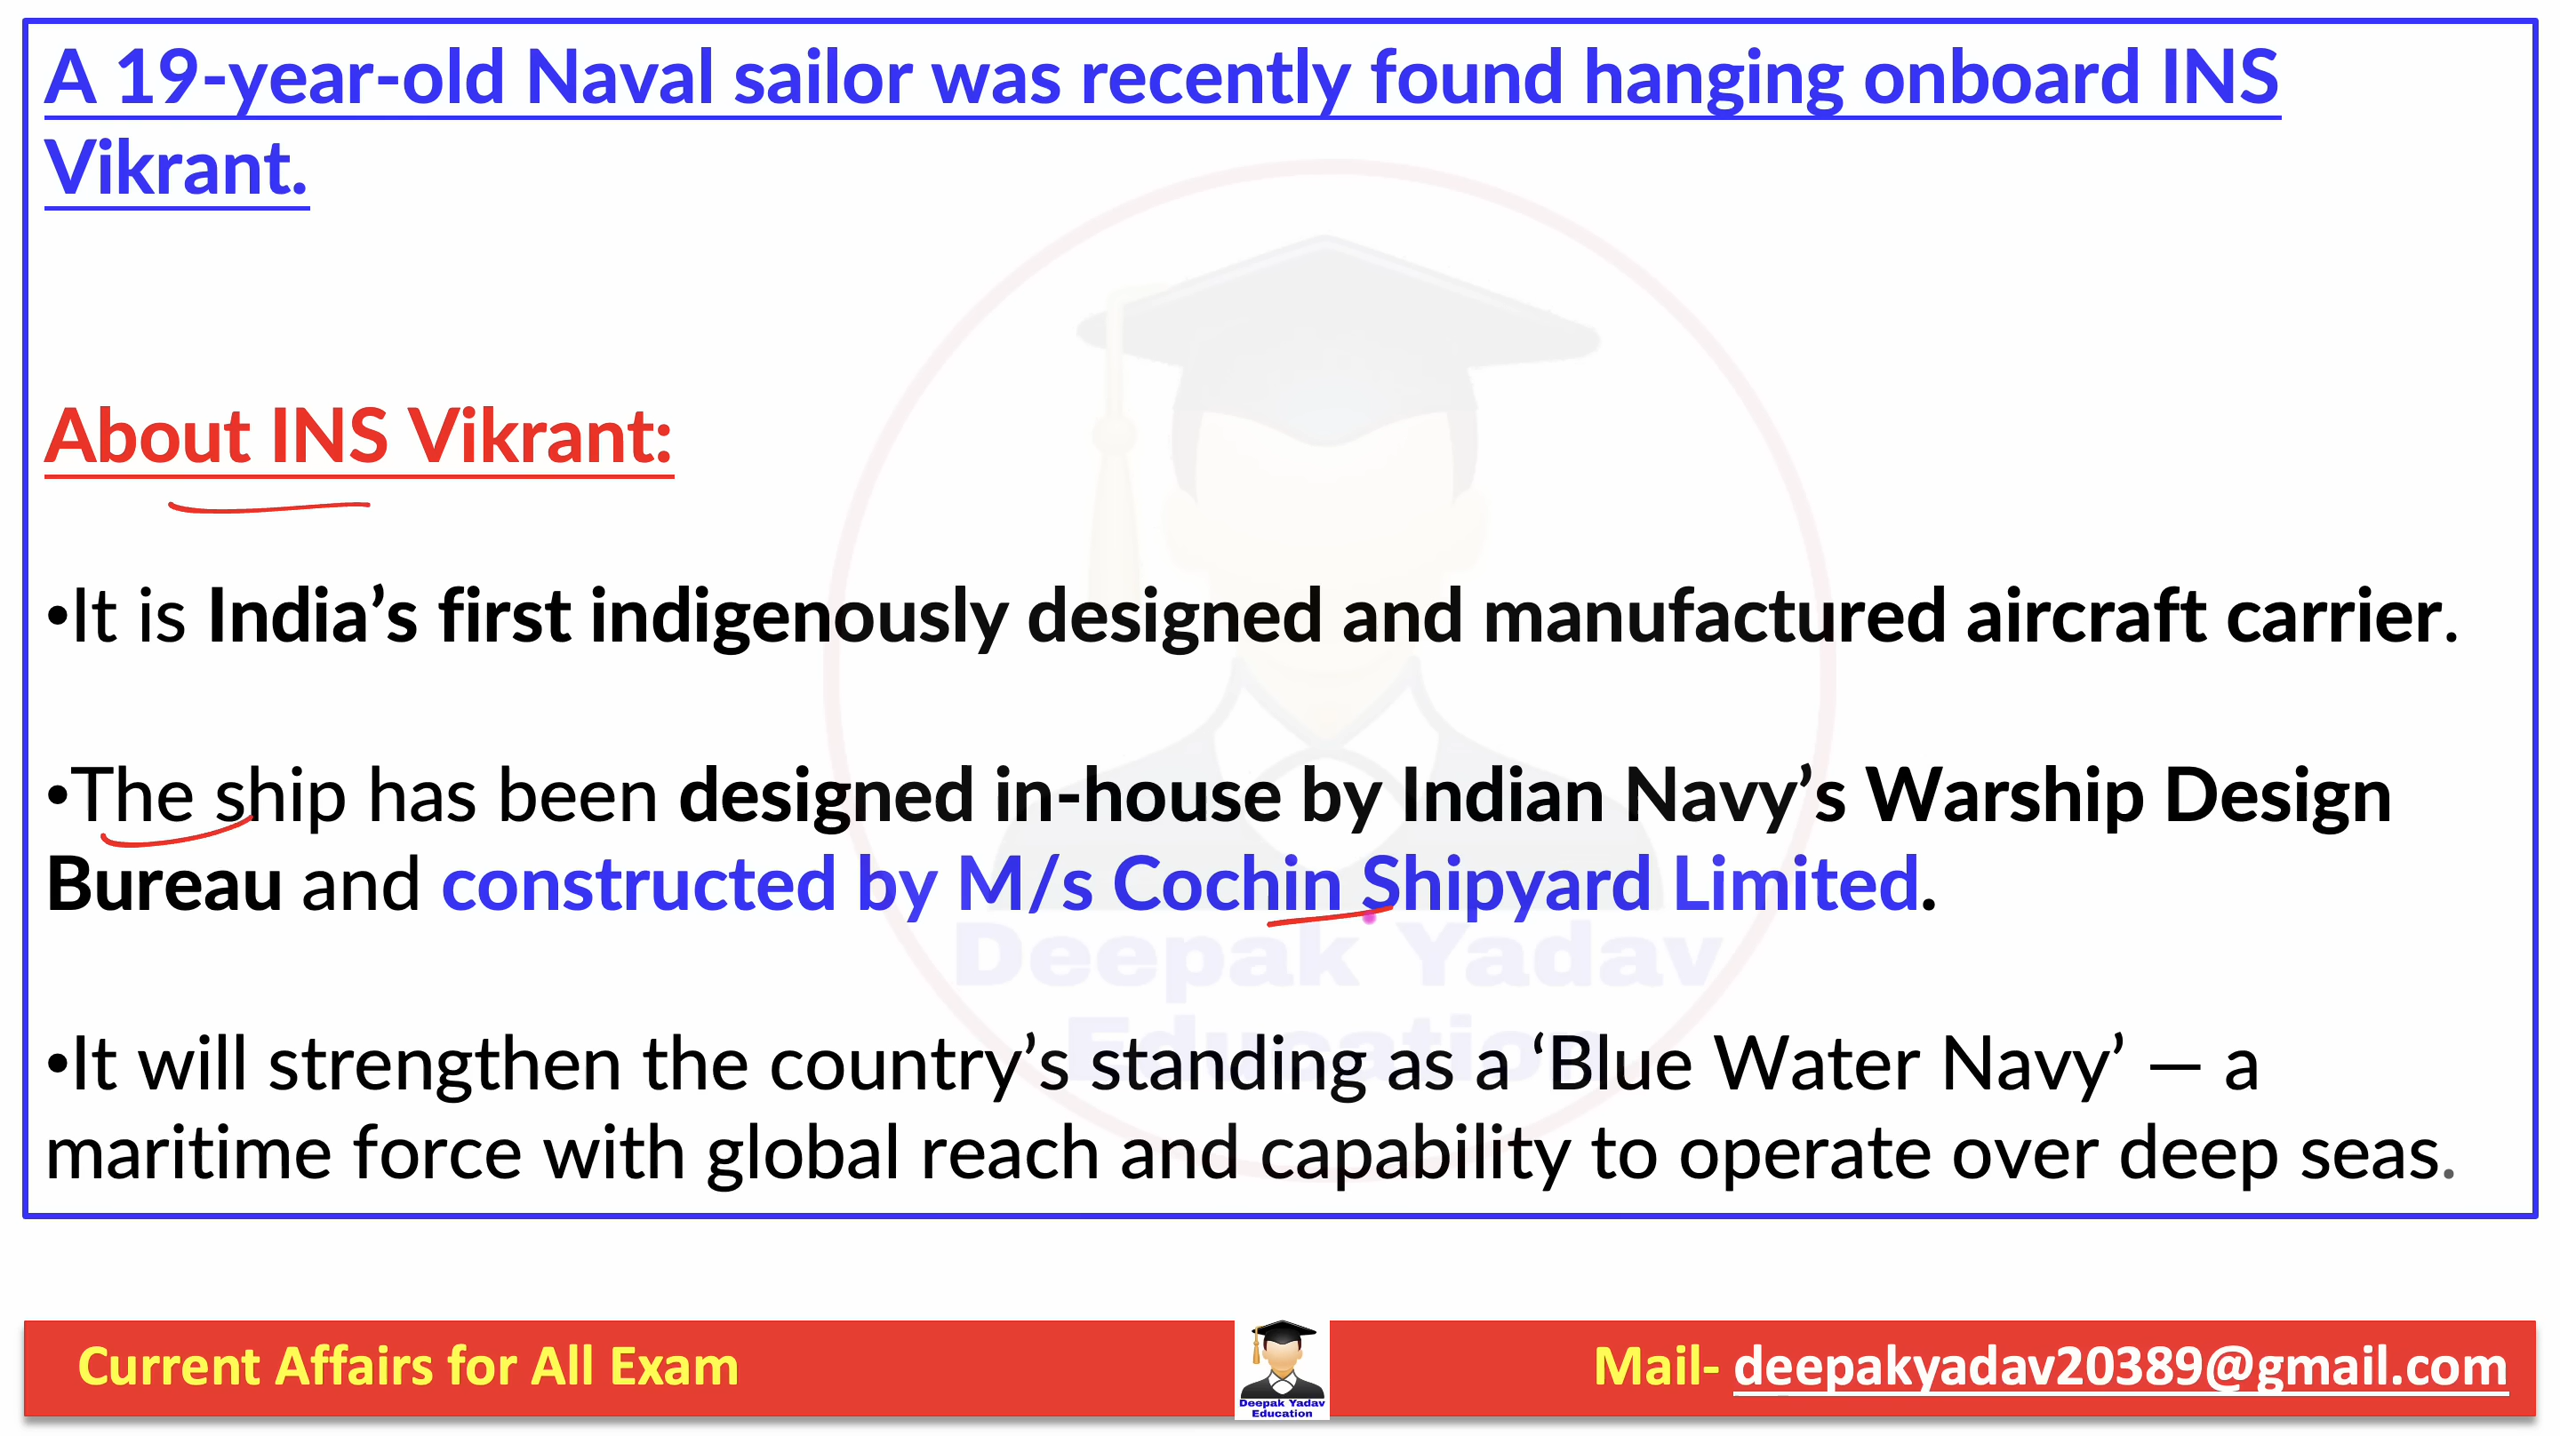 A 19-year-old Naval sailor was recently found hanging onboard INS
Vikrant.
About INS Vikrant:
•It is India’s first indigenously designed and manufactured aircraft carrier.
•The ship has been designed in-house by Indian Navy’s Warship Design
Bureau and constructed by M/s Cochin Shipyard Limited.
Deepak Yadav
Education
•It will strengthen the country’s standing as a ‘Blue Water Navy’ — a
maritime force with global reach and capability to operate over deep seas.
Current Affairs for All Exam
Deepak Yadav
Education
Mail- deepakyadav20389@gmail.com